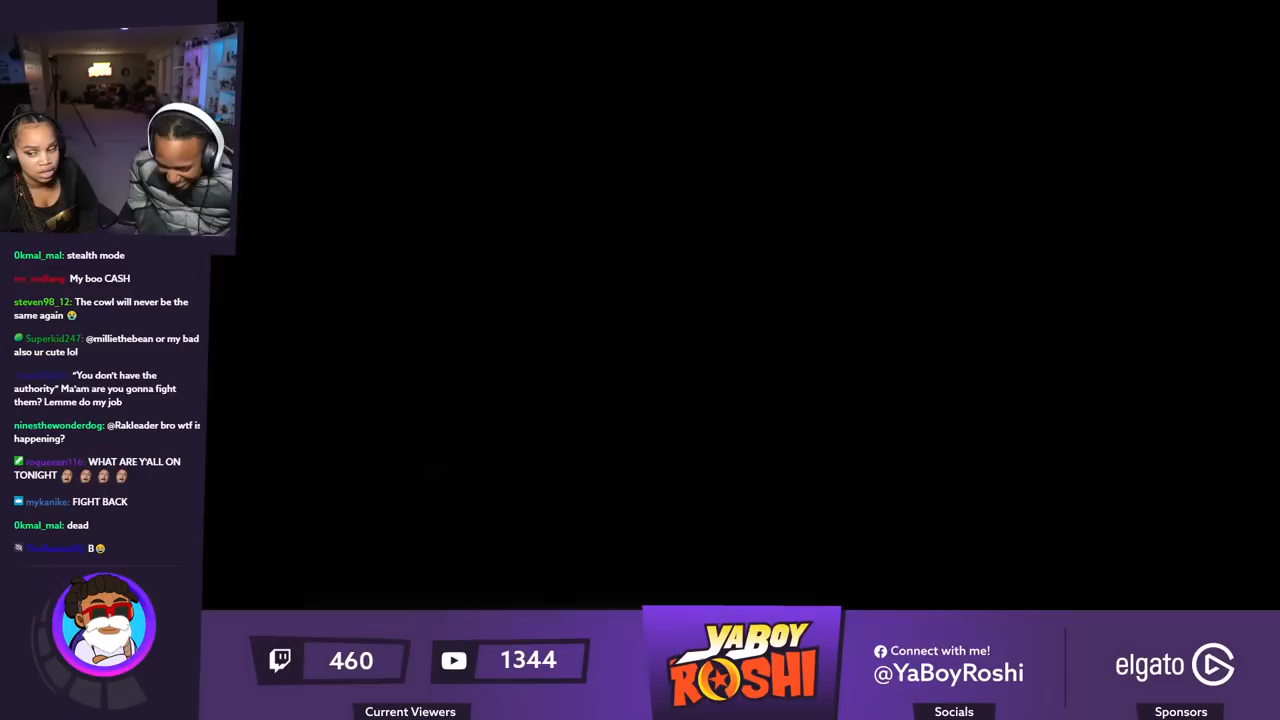 0kmal_mal: stealth mode
My boo CASH
steven98_12: The cowl will never be the
same again
Superkid247: @milliethebean or my bad
also ur cute lol
"You don't have the
authority" Ma'am are you gonna fight
them? Lemme do my job
ninesthewonderdog: @Rakleader bro wtf is
happening?
WHAT ARE Y'ALL ON
TONIGHT
mykanike: FIGHT BACK
0kmal_mal: dead
B
460
1344
Current Viewers
YABOY
ROSHI
Connect with me!
@YaBoyRoshi
Socials
elgato
Sponsors